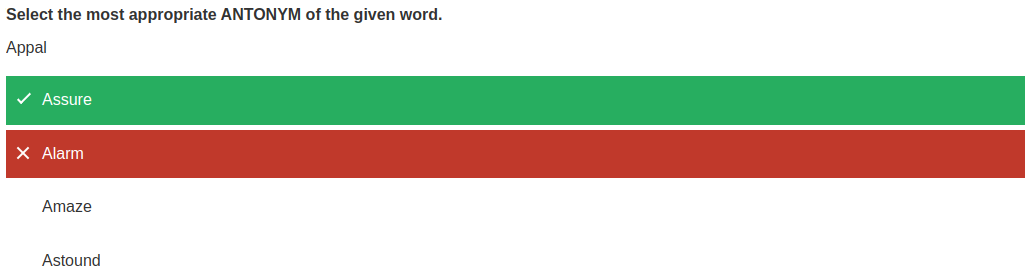 Select the most appropriate ANTONYM of the given word.
Appal
Assure
Alarm
Amaze
Astound